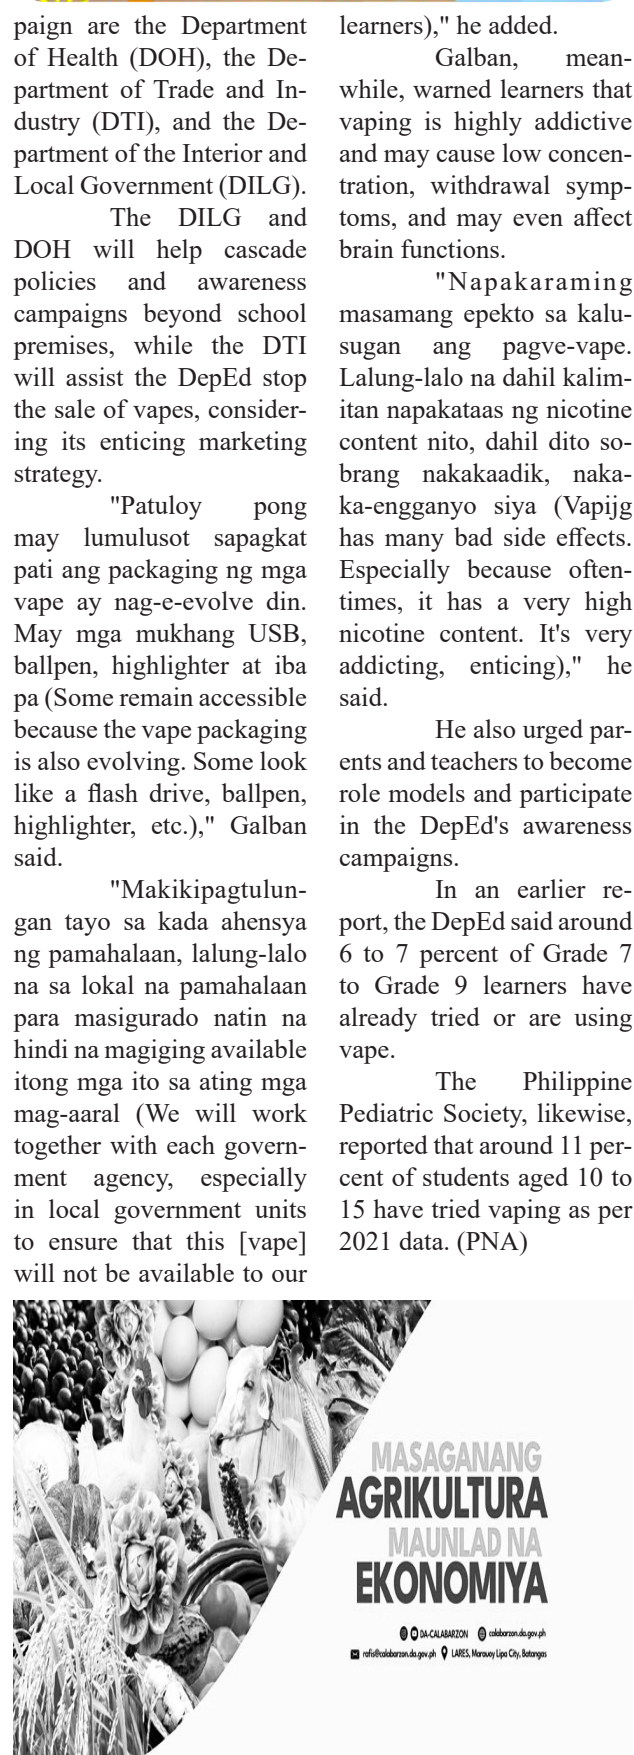 paign are the Department
of Health (DOH), the De-
partment of Trade and In-
dustry (DTI), and the De-
partment of the Interior and
Local Government (DILG).
The DILG and
DOH will help cascade
policies and awareness
campaigns beyond school
premises, while the DTI
will assist the DepEd stop
the sale of vapes, consider-
ing its enticing marketing
strategy.
"Patuloy pong
may lumulusot sapagkat
pati ang packaging ng mga
vape ay nag-e-evolve din.
May mga mukhang USB,
ballpen, highlighter at iba
pa (Some remain accessible
because the vape packaging
is also evolving. Some look
like a flash drive, ballpen,
highlighter, etc.)," Galban
said.
"Makikipagtulun-
gan tayo sa kada ahensya
ng pamahalaan, lalung-lalo
na sa lokal na pamahalaan
para masigurado natin na
hindi na magiging available
itong mga ito sa ating mga
mag-aaral (We will work
together with each govern-
ment agency, especially
in local government units
to ensure that this [vape]
will not be available to our
learners)," he added.
Galban, mean-
while, warned learners that
vaping is highly addictive
and may cause low concen-
tration, withdrawal symp-
toms, and may even affect
brain functions.
"Napakaraming
masamang epekto sa kalu-
sugan ang pagve-vape.
Lalung-lalo na dahil kalim-
itan napakataas ng nicotine
content nito, dahil dito so-
brang nakakaadik, naka-
ka-engganyo siya (Vapijg
has many bad side effects.
Especially because often-
times, it has a very high
nicotine content. It's very
addicting, enticing)," he
said.
He also urged par-
ents and teachers to become
role models and participate
in the DepEd's awareness
campaigns.
In an earlier re-
port, the DepEd said around
6 to 7 percent of Grade 7
to Grade 9 learners have
already tried or are using
vape.
The Philippine
Pediatric Society, likewise,
reported that around 11 per-
cent of students aged 10 to
15 have tried vaping as per
2021 data. (PNA)
MASAGANANG
AGRIKULTURA
MAUNLAD NA
EKONOMIYA
DA-CALABARZON calabarzon.da.gov.ph
rafis@calabarzon.da.gov.ph LARES, Marauoy Lipa City, Batangas